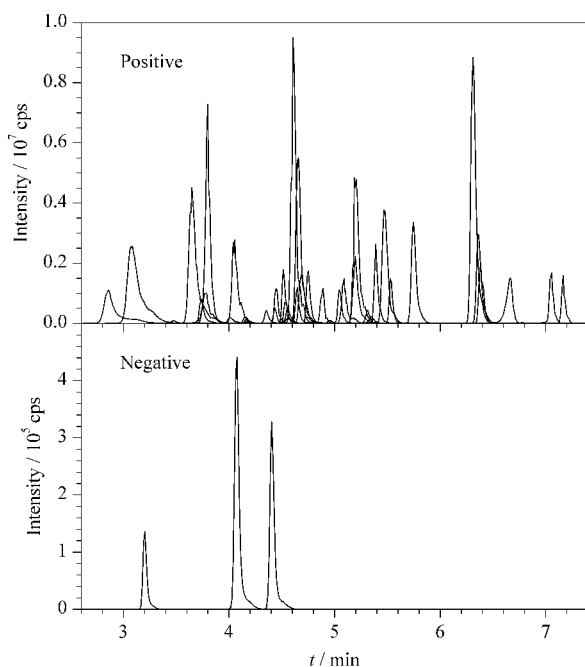 1.0
Positive
0.8
0.6
0.4
0.2
0.0
Intensity / 10⁷ cps
Negative
4
3
2
1
0
Intensity / 10⁵ cps
3 4 5 6 7
t / min